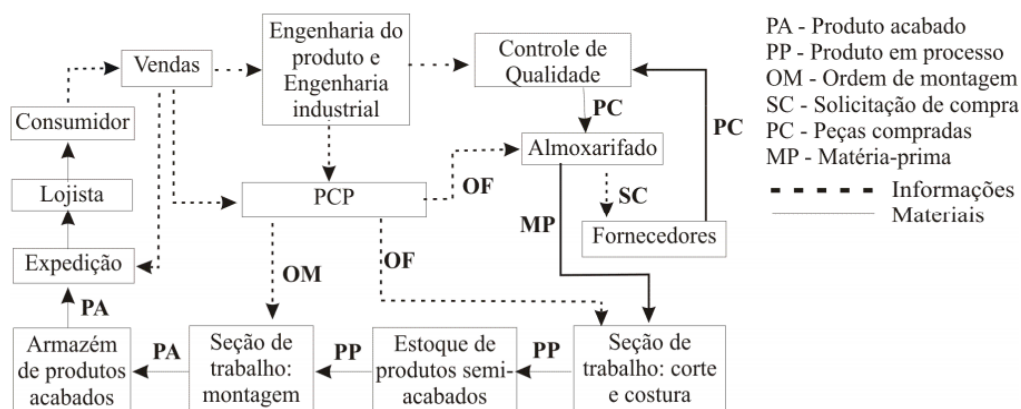 Vendas
Engenharia do
produto e
Engenharia
industrial
Controle de
Qualidade
PC
PC
Consumidor
Almoxarifado
Lojista
PCP
OF
SC
MP
Fornecedores
Expedição
OM
OF
PA
Armazém
de produtos
acabados
PA
Seção de
trabalho:
montagem
PP
Estoque de
produtos semi-
acabados
PP
Seção de
trabalho: corte
e costura
PA - Produto acabado
PP - Produto em processo
OM - Ordem de montagem
SC - Solicitação de compra
PC - Peças compradas
MP - Matéria-prima
Informações
Materiais